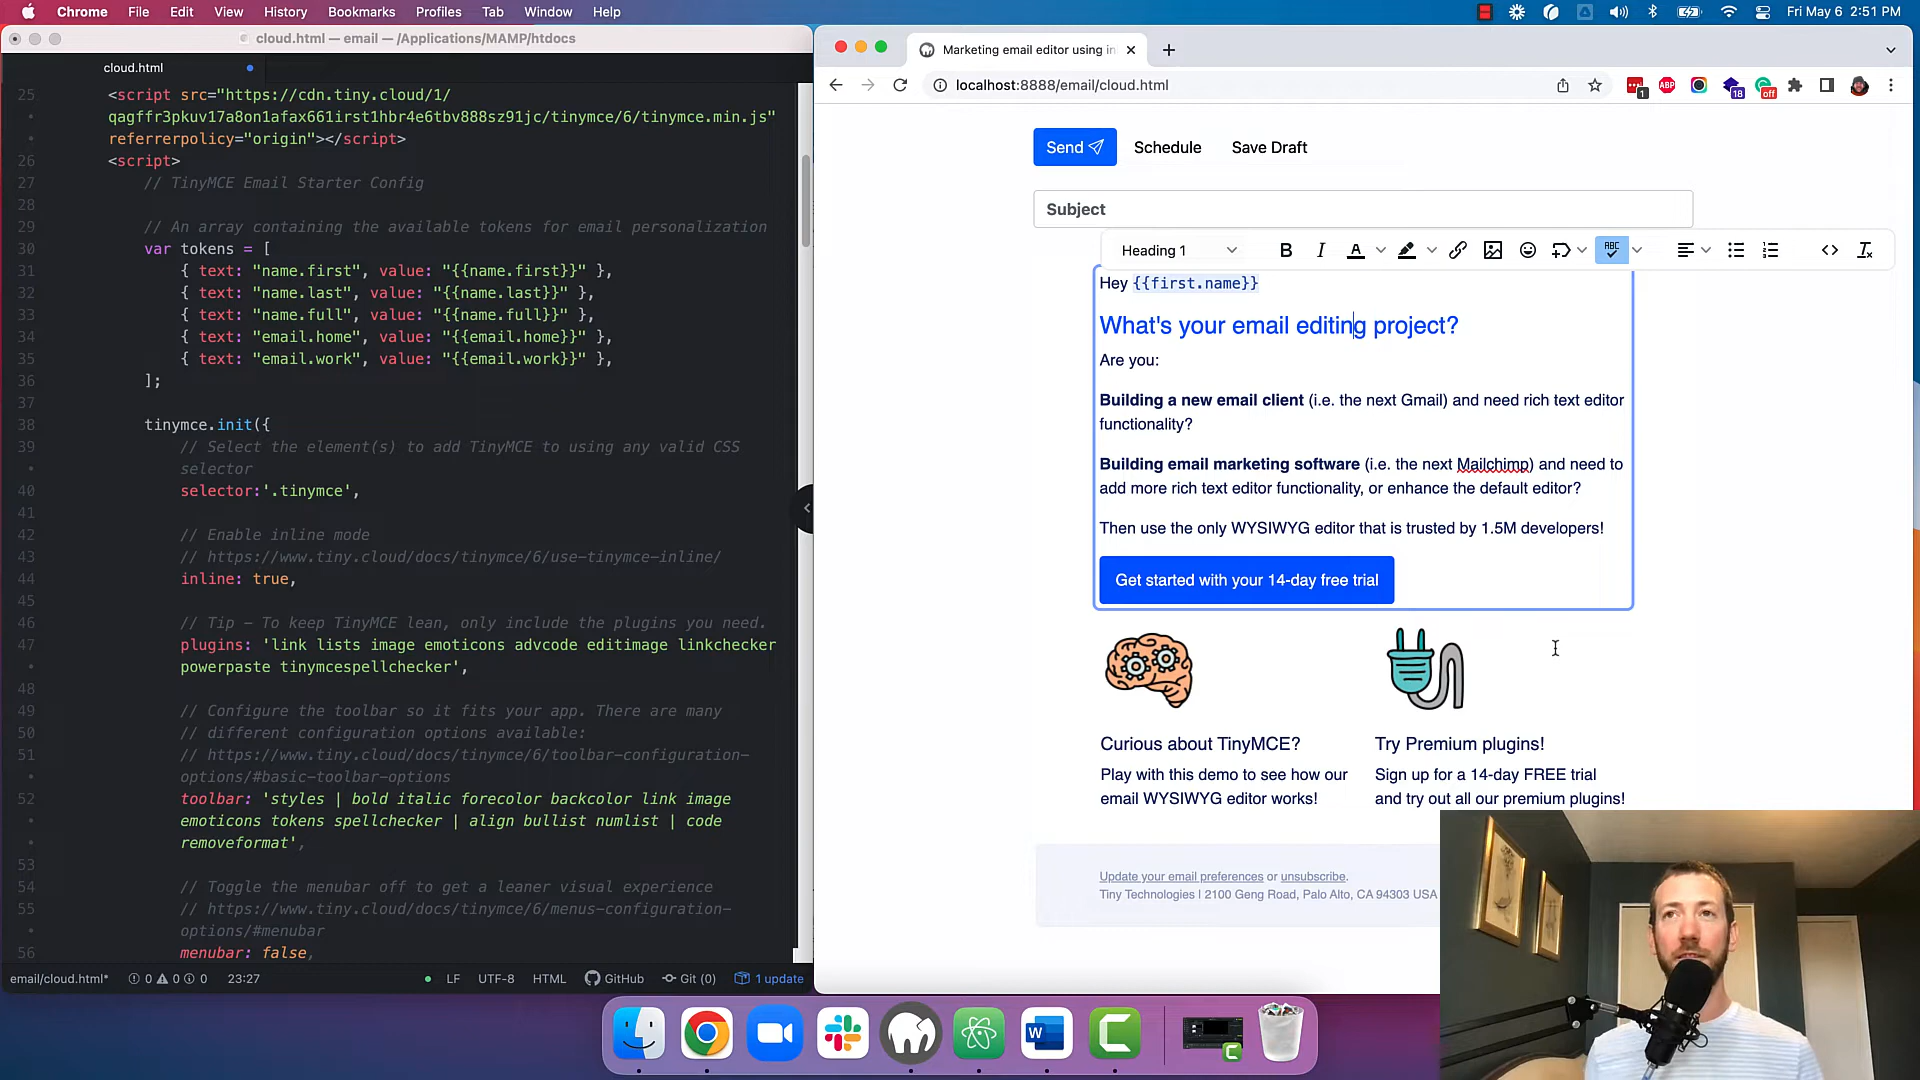 Chrome File Edit View History Bookmarks Profiles Tab Window Help
Fri May 6 2:51 PM
cloud.html — email — /Applications/MAMP/htdocs
cloud.html
25 <script src="https://cdn.tiny.cloud/1/
qagffr3pkuv17a8on1afax661irst1hbr4e6tbv888sz91jc/tinymce/6/tinymce.min.js"
referrerpolicy="origin"></script>
26 <script>
27 // TinyMCE Email Starter Config
28
29 // An array containing the available tokens for email personalization
30 var tokens = [
31 { text: "name.first", value: "{{name.first}}" },
32 { text: "name.last", value: "{{name.last}}" },
33 { text: "name.full", value: "{{name.full}}" },
34 { text: "email.home", value: "{{email.home}}" },
35 { text: "email.work", value: "{{email.work}}" },
36 ];
37
38 tinymce.init({
39 // Select the element(s) to add TinyMCE to using any valid CSS
selector
40 selector:'.tinymce',
41
42 // Enable inline mode
43 // https://www.tiny.cloud/docs/tinymce/6/use-tinymce-inline/
44 inline: true,
45
46 // Tip – To keep TinyMCE lean, only include the plugins you need.
47 plugins: 'link lists image emoticons advcode editimage linkchecker
powerpaste tinymcespellchecker',
48
49 // Configure the toolbar so it fits your app. There are many
50 // different configuration options available:
51 // https://www.tiny.cloud/docs/tinymce/6/toolbar-configuration-
options/#basic-toolbar-options
52 toolbar: 'styles | bold italic forecolor backcolor link image
emoticons tokens spellchecker | align bullist numlist | code
removeformat',
53
54 // Toggle the menubar off to get a leaner visual experience
55 // https://www.tiny.cloud/docs/tinymce/6/menus-configuration-
options/#menubar
56 menubar: false,
email/cloud.html* 0 0 0 23:27 LF UTF-8 HTML GitHub Git (0) 1 update
Marketing email editor using in
localhost:8888/email/cloud.html
1 ABP 18 off
Send Schedule Save Draft
Subject
Heading 1 B I A ABC
Hey {{first.name}}
What's your email editing project?
Are you:
Building a new email client (i.e. the next Gmail) and need rich text editor
functionality?
Building email marketing software (i.e. the next Mailchimp) and need to
add more rich text editor functionality, or enhance the default editor?
Then use the only WYSIWYG editor that is trusted by 1.5M developers!
Get started with your 14-day free trial
Curious about TinyMCE?
Play with this demo to see how our
email WYSIWYG editor works!
Try Premium plugins!
Sign up for a 14-day FREE trial
and try out all our premium plugins!
Update your email preferences or unsubscribe.
Tiny Technologies | 2100 Geng Road, Palo Alto, CA 94303 USA
W
C
C